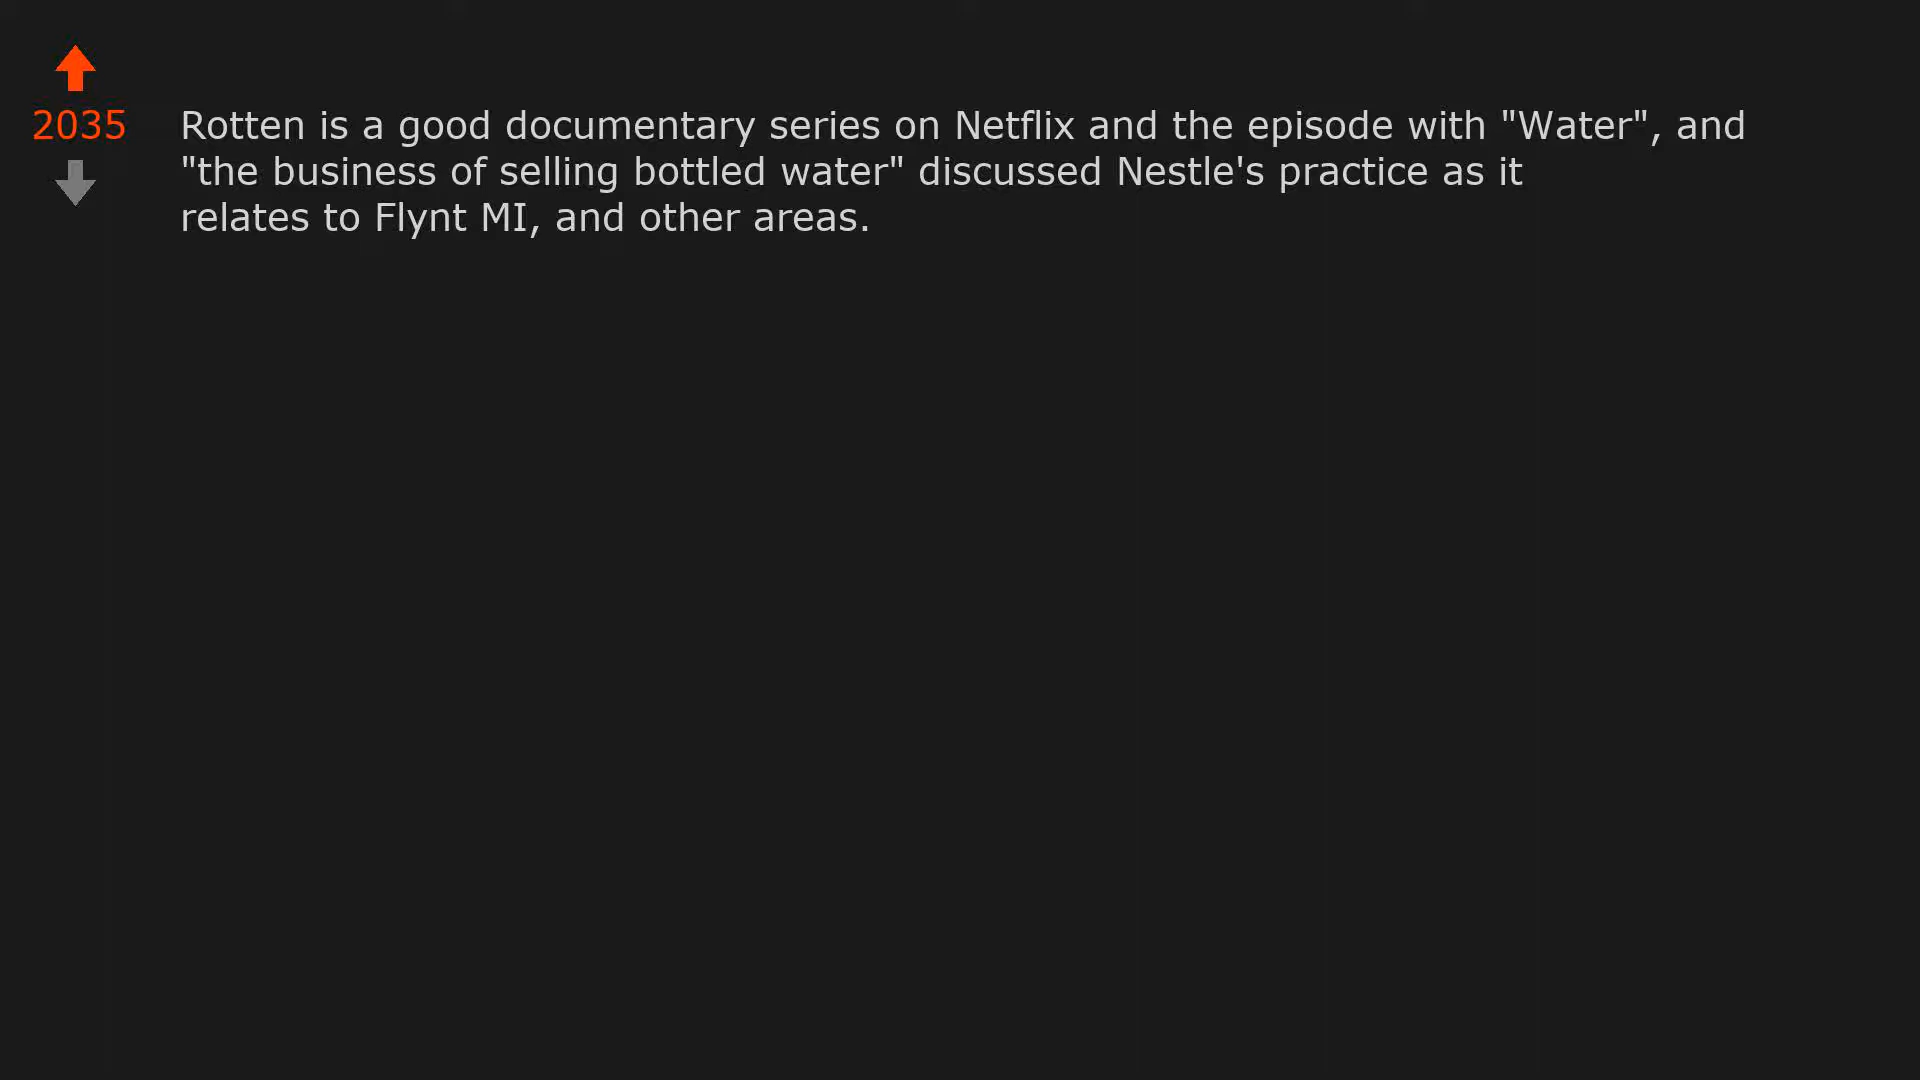 2035
Rotten is a good documentary series on Netflix and the episode with "Water", and
"the business of selling bottled water" discussed Nestle's practice as it
relates to Flynt MI, and other areas.